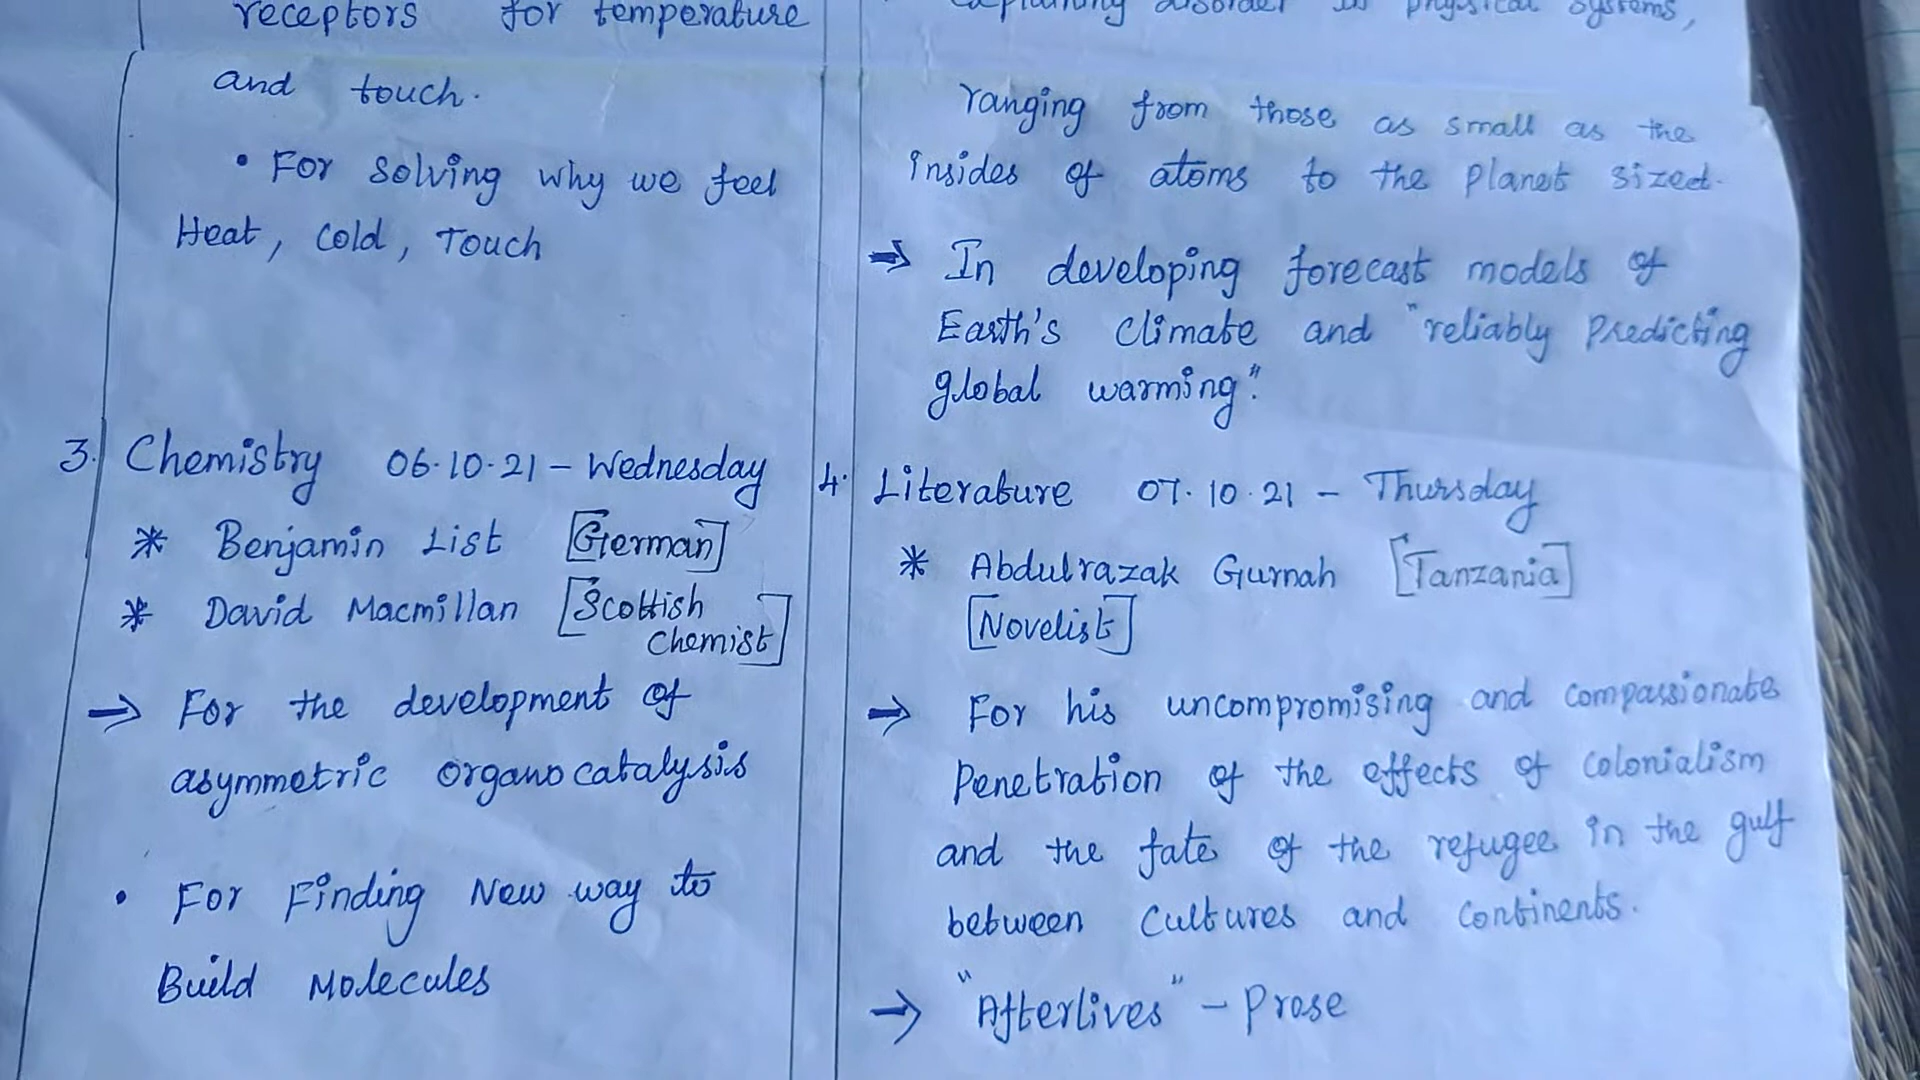 receptors for temperature
and touch.
• For Solving why we feel
Heat, Cold, Touch
3. Chemistry 06.10.21 - Wednesday
* Benjamin List [German]
* David Macmillan [Scottish
Chemist]
→ For the development of
asymmetric organocatalysis
• For Finding New way to
Build Molecules
explaining disorder in physical systems,
ranging from those as small as the
insides of atoms to the planet sized.
→ In developing forecast models of
Earth's Climate and "reliably Predicting
global warming".
4. Literature 07.10.21 - Thursday
* Abdulrazak Gurnah [Tanzania]
[Novelist]
→ For his uncompromising and compassionate
Penetration of the effects of colonialism
and the fate of the refugee in the gulf
between Cultures and Continents.
→ "Afterlives" - Prose